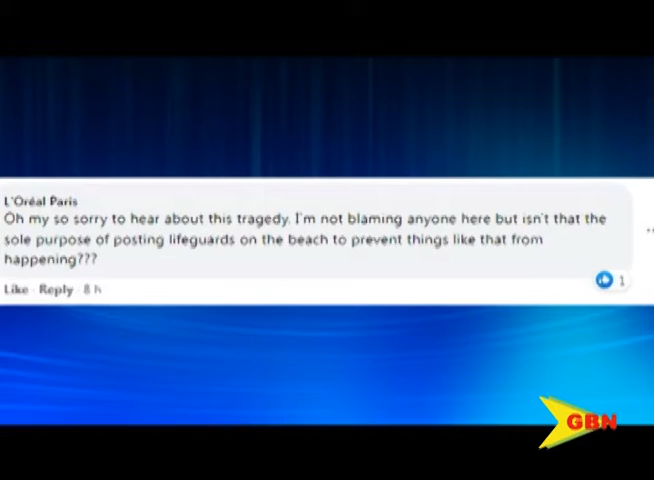 L'Oréal Paris
Oh my so sorry to hear about this tragedy. I'm not blaming anyone here but isn't that the
sole purpose of posting lifeguards on the beach to prevent things like that from
happening???
Like · Reply · 8 h
1
GBN